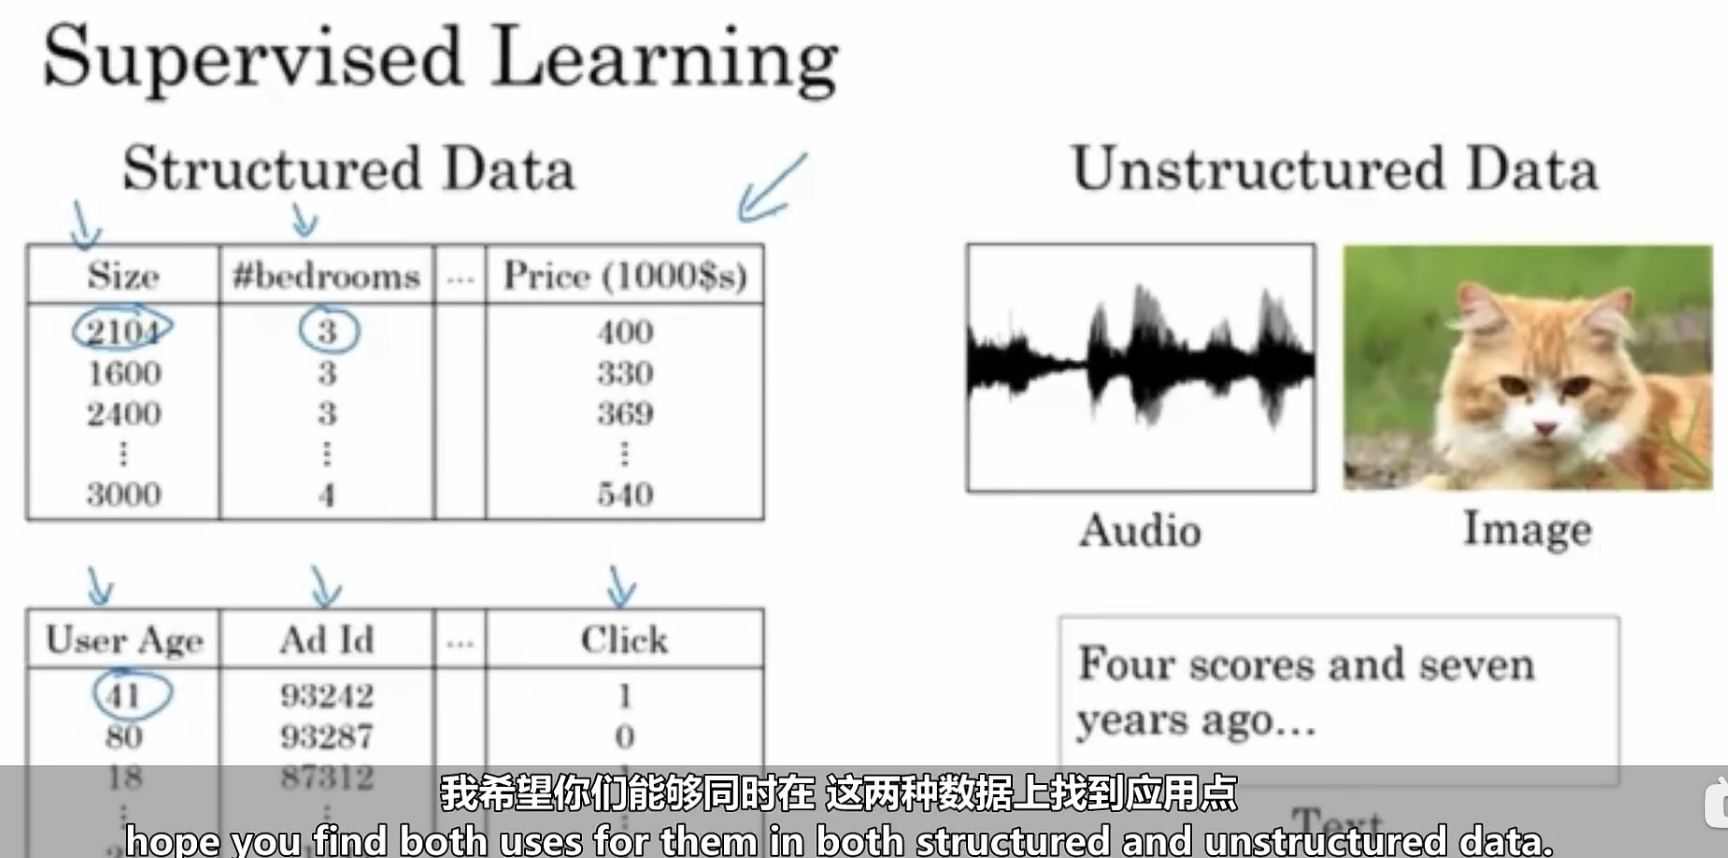 Supervised Learning
Structured Data
Size #bedrooms ... Price (1000$s)
2104 3 400
1600 3 330
2400 3 369
⋮ ⋮ ⋮
3000 4 540
User Age Ad Id ... Click
41 93242 1
80 93287 0
18 87312
⋮ ⋮
Unstructured Data
Audio
Image
Four scores and seven
years ago...
Text
我希望你们能够同时在 这两种数据上找到应用点
hope you find both uses for them in both structured and unstructured data.